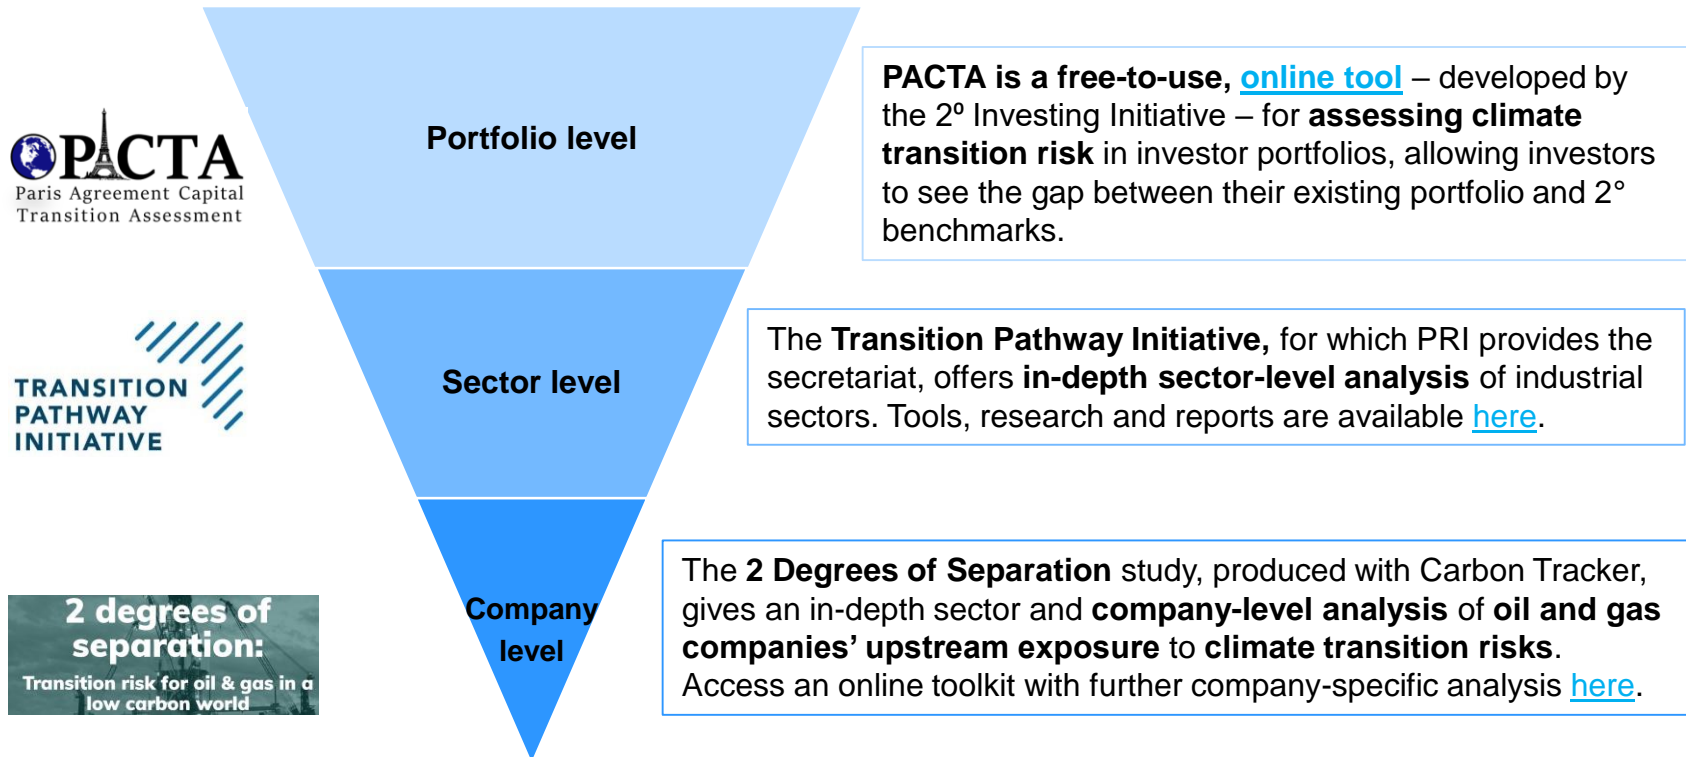 PACTA
Paris Agreement Capital
Transition Assessment
Portfolio level
PACTA is a free-to-use, online tool – developed by
the 2º Investing Initiative – for assessing climate
transition risk in investor portfolios, allowing investors
to see the gap between their existing portfolio and 2°
benchmarks.
TRANSITION
PATHWAY
INITIATIVE
Sector level
The Transition Pathway Initiative, for which PRI provides the
secretariat, offers in-depth sector-level analysis of industrial
sectors. Tools, research and reports are available here.
2 degrees of
separation:
Transition risk for oil & gas in a
low carbon world
Company
level
The 2 Degrees of Separation study, produced with Carbon Tracker,
gives an in-depth sector and company-level analysis of oil and gas
companies’ upstream exposure to climate transition risks.
Access an online toolkit with further company-specific analysis here.